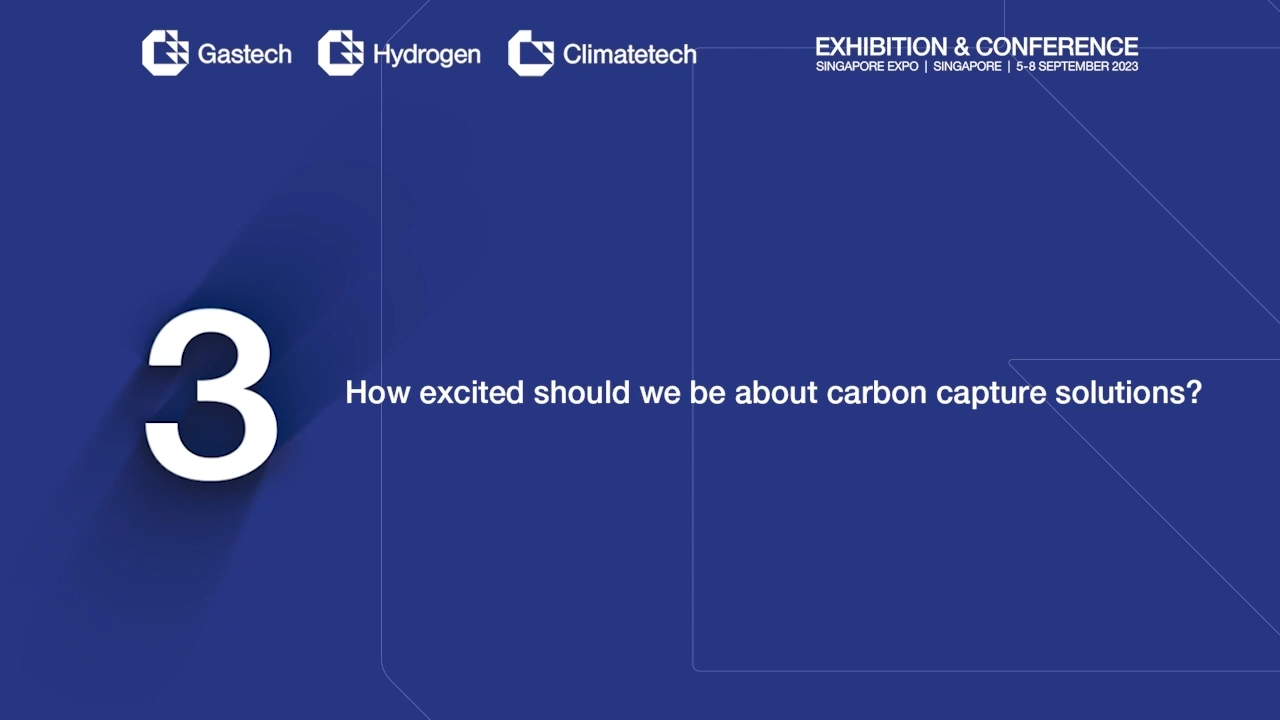 Gastech Hydrogen Climatetech
EXHIBITION & CONFERENCE
SINGAPORE EXPO | SINGAPORE | 5-8 SEPTEMBER 2023
3
How excited should we be about carbon capture solutions?